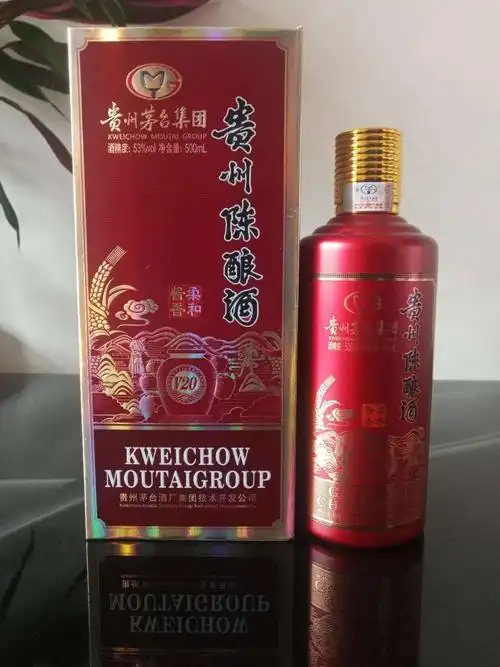 贵州茅台集团
KWEICHOW MOUTAI GROUP
酒精度：53%vol 净含量：500mL
贵州陈酿酒
柔和
酱香
V20
KWEICHOW
MOUTAIGROUP
贵州茅台酒厂集团技术开发公司
贵州茅台集团
贵州陈酿酒